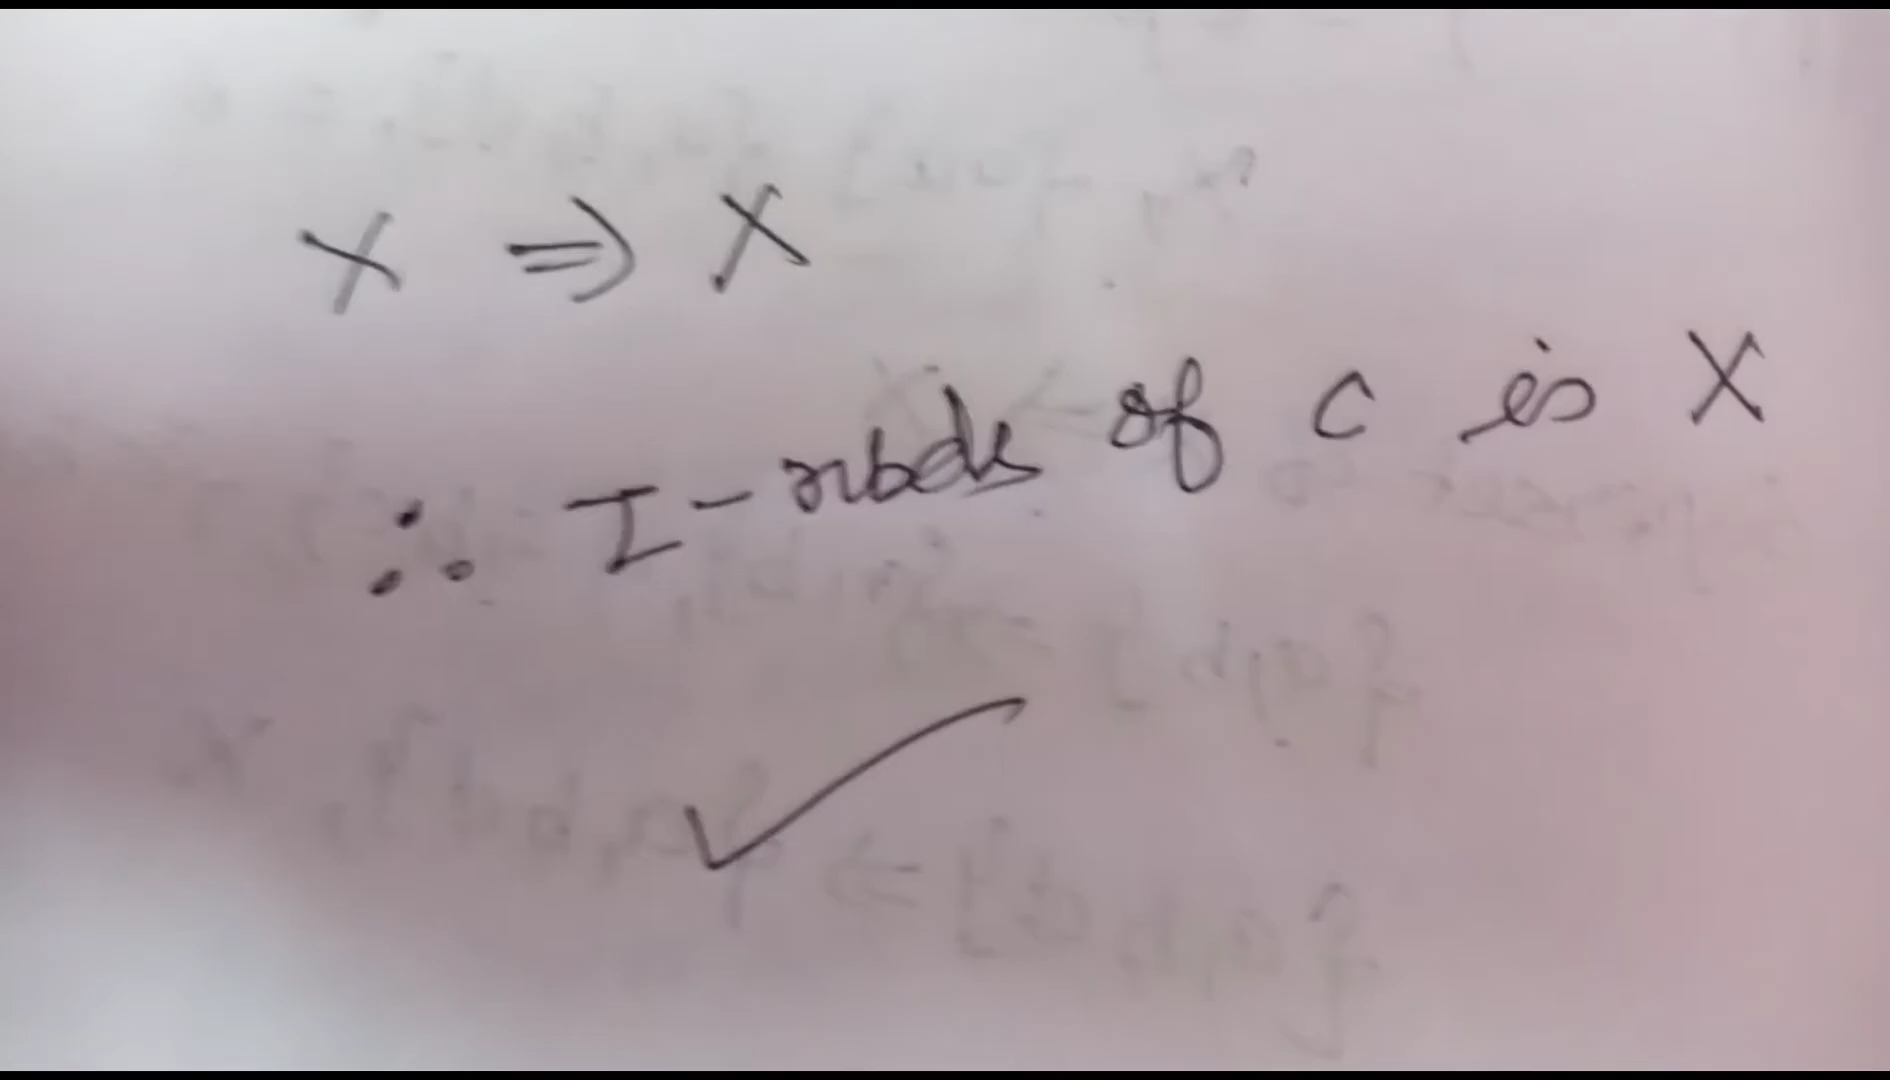 X ⇒ X
∴ I-nbds of c is X